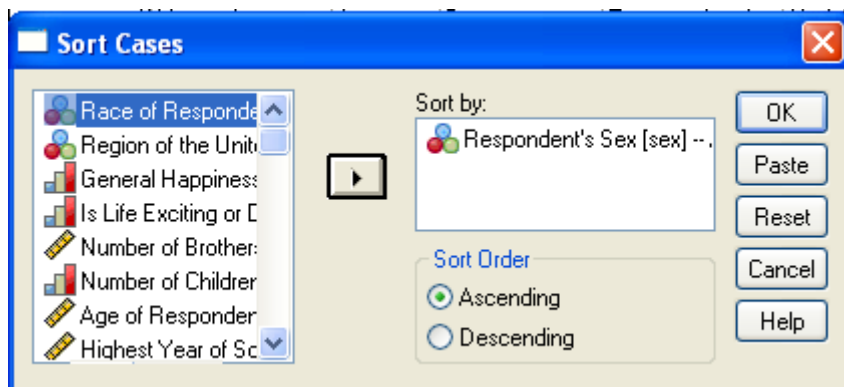 Sort Cases
Race of Responde
Region of the Unit
General Happiness
Is Life Exciting or D
Number of Brother
Number of Children
Age of Responden
Highest Year of Sc
Sort by:
Respondent's Sex [sex] -- .
Sort Order
Ascending
Descending
OK
Paste
Reset
Cancel
Help